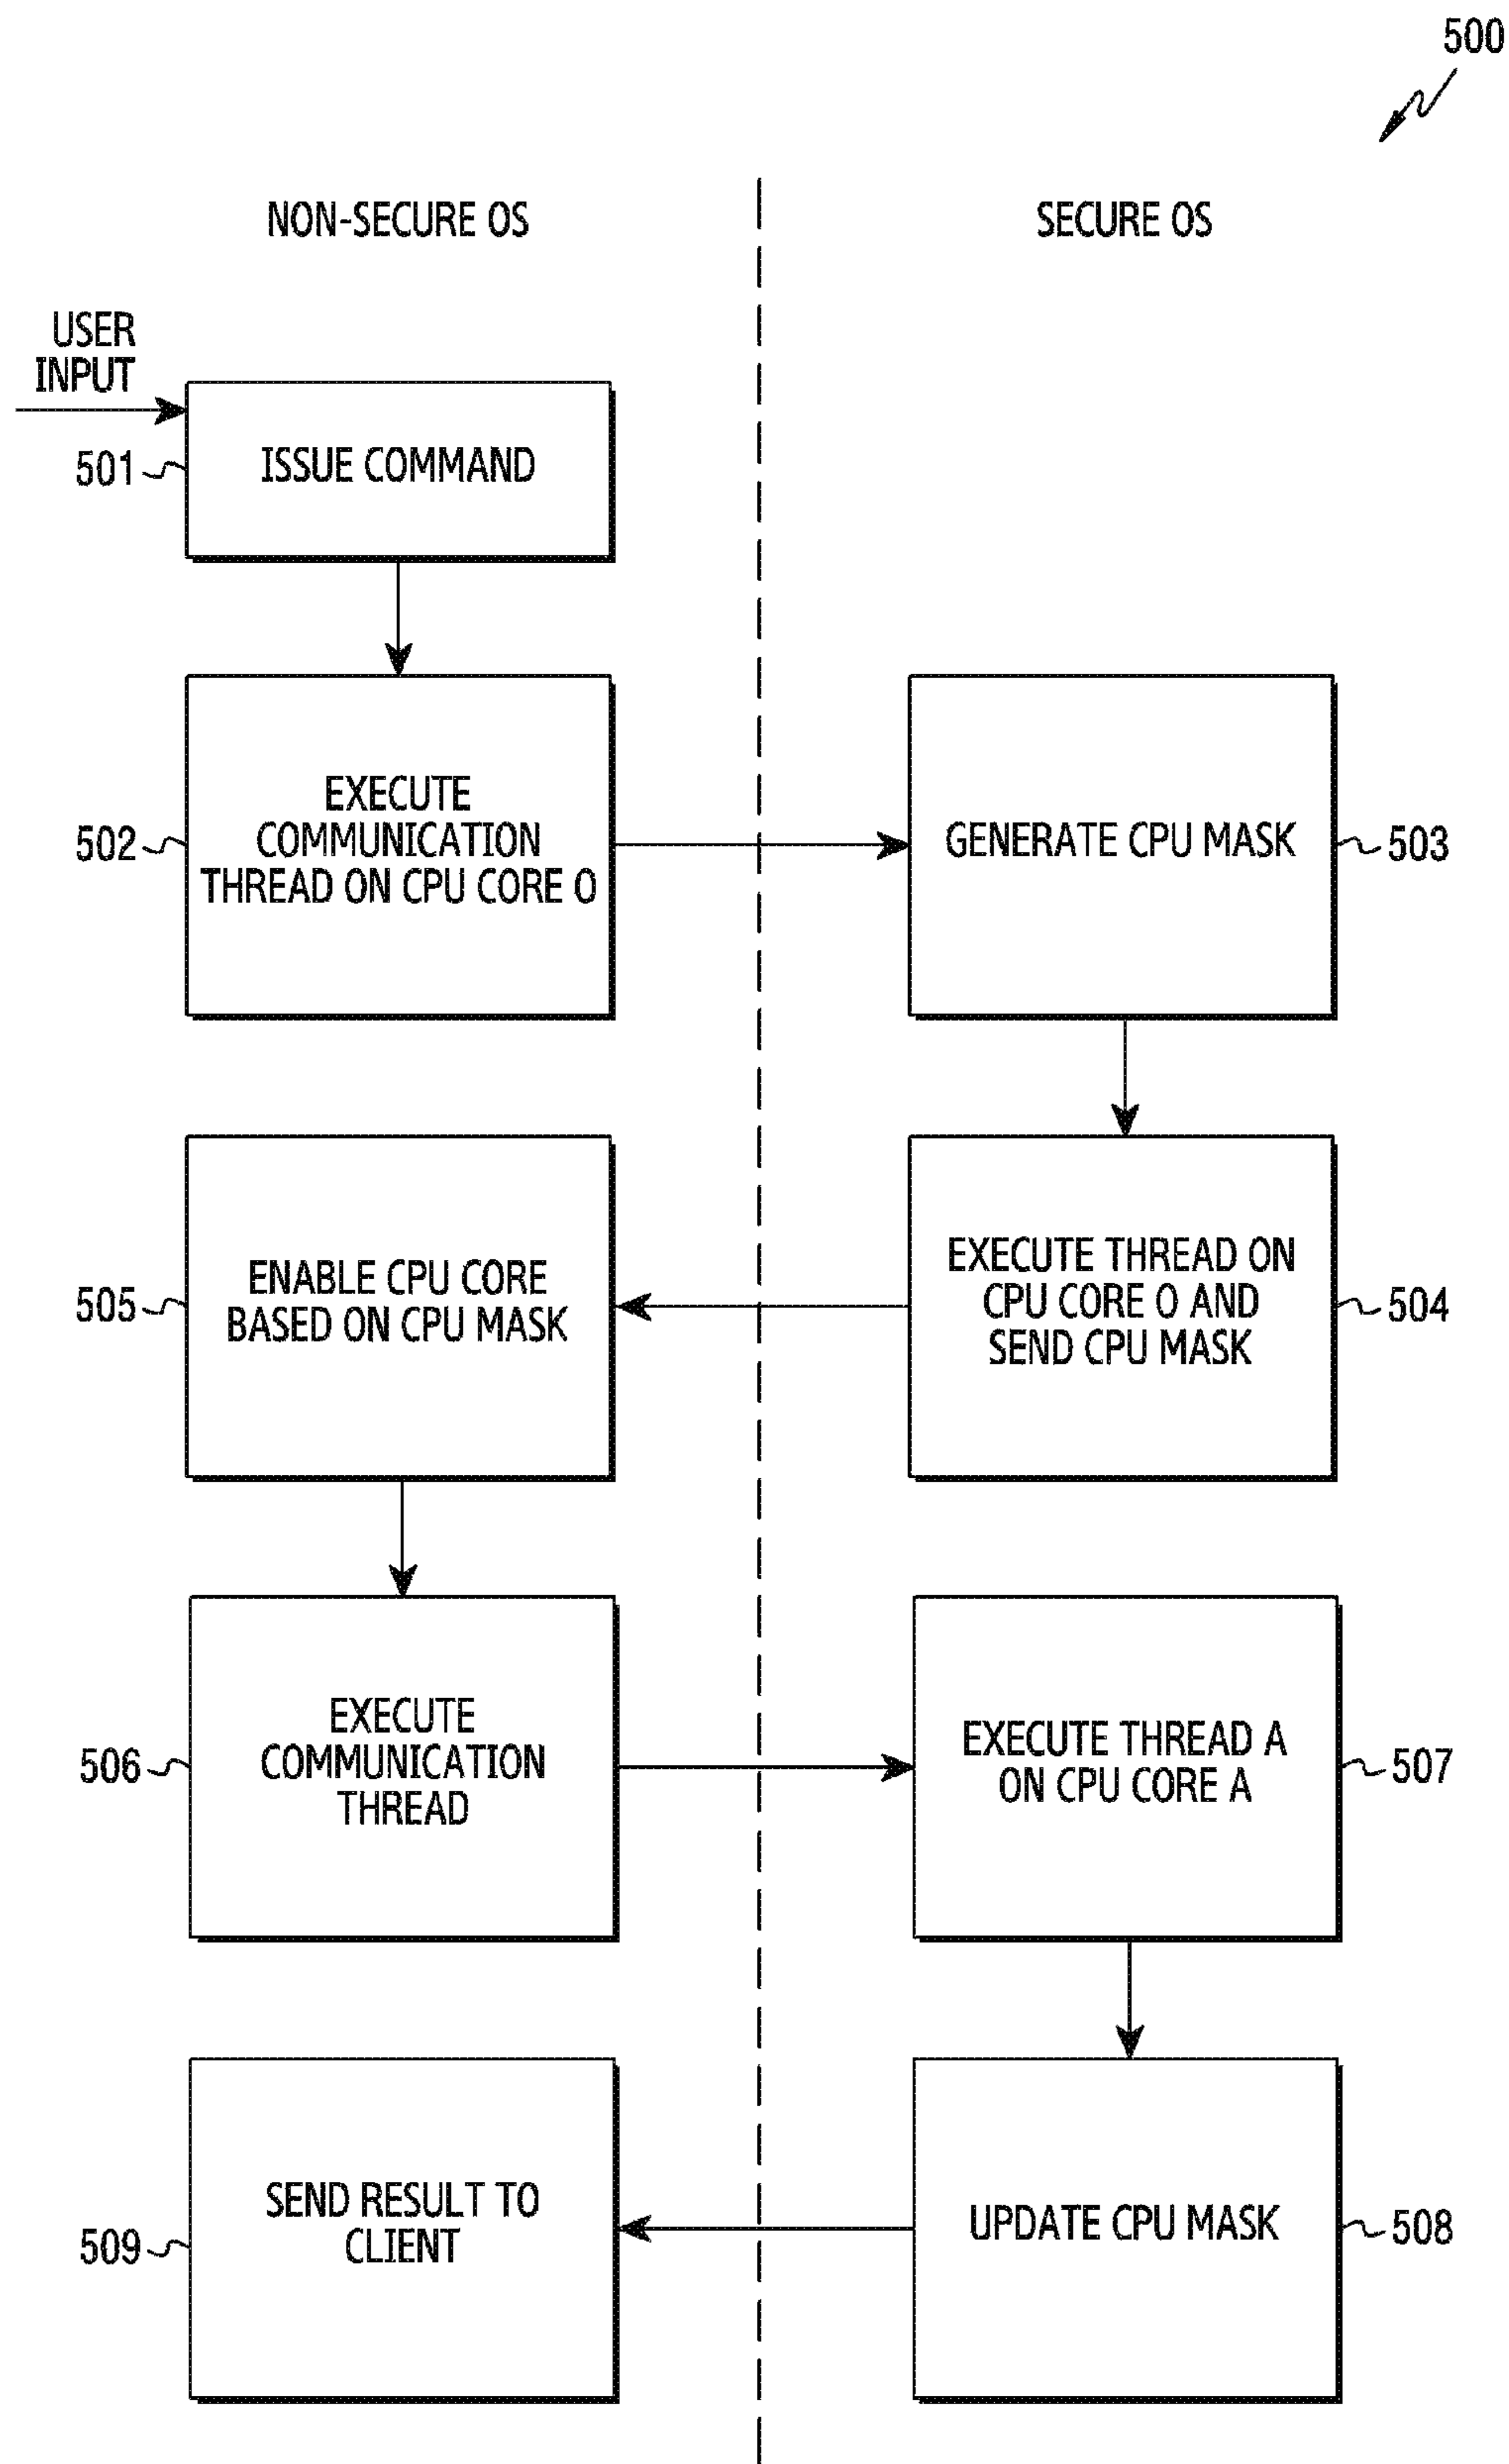 500
NON-SECURE OS
SECURE OS
USER
INPUT
501
ISSUE COMMAND
502
EXECUTE
COMMUNICATION
THREAD ON CPU CORE 0
GENERATE CPU MASK
503
505
ENABLE CPU CORE
BASED ON CPU MASK
EXECUTE THREAD ON
CPU CORE 0 AND
SEND CPU MASK
504
506
EXECUTE
COMMUNICATION
THREAD
EXECUTE THREAD A
ON CPU CORE A
507
509
SEND RESULT TO
CLIENT
UPDATE CPU MASK
508